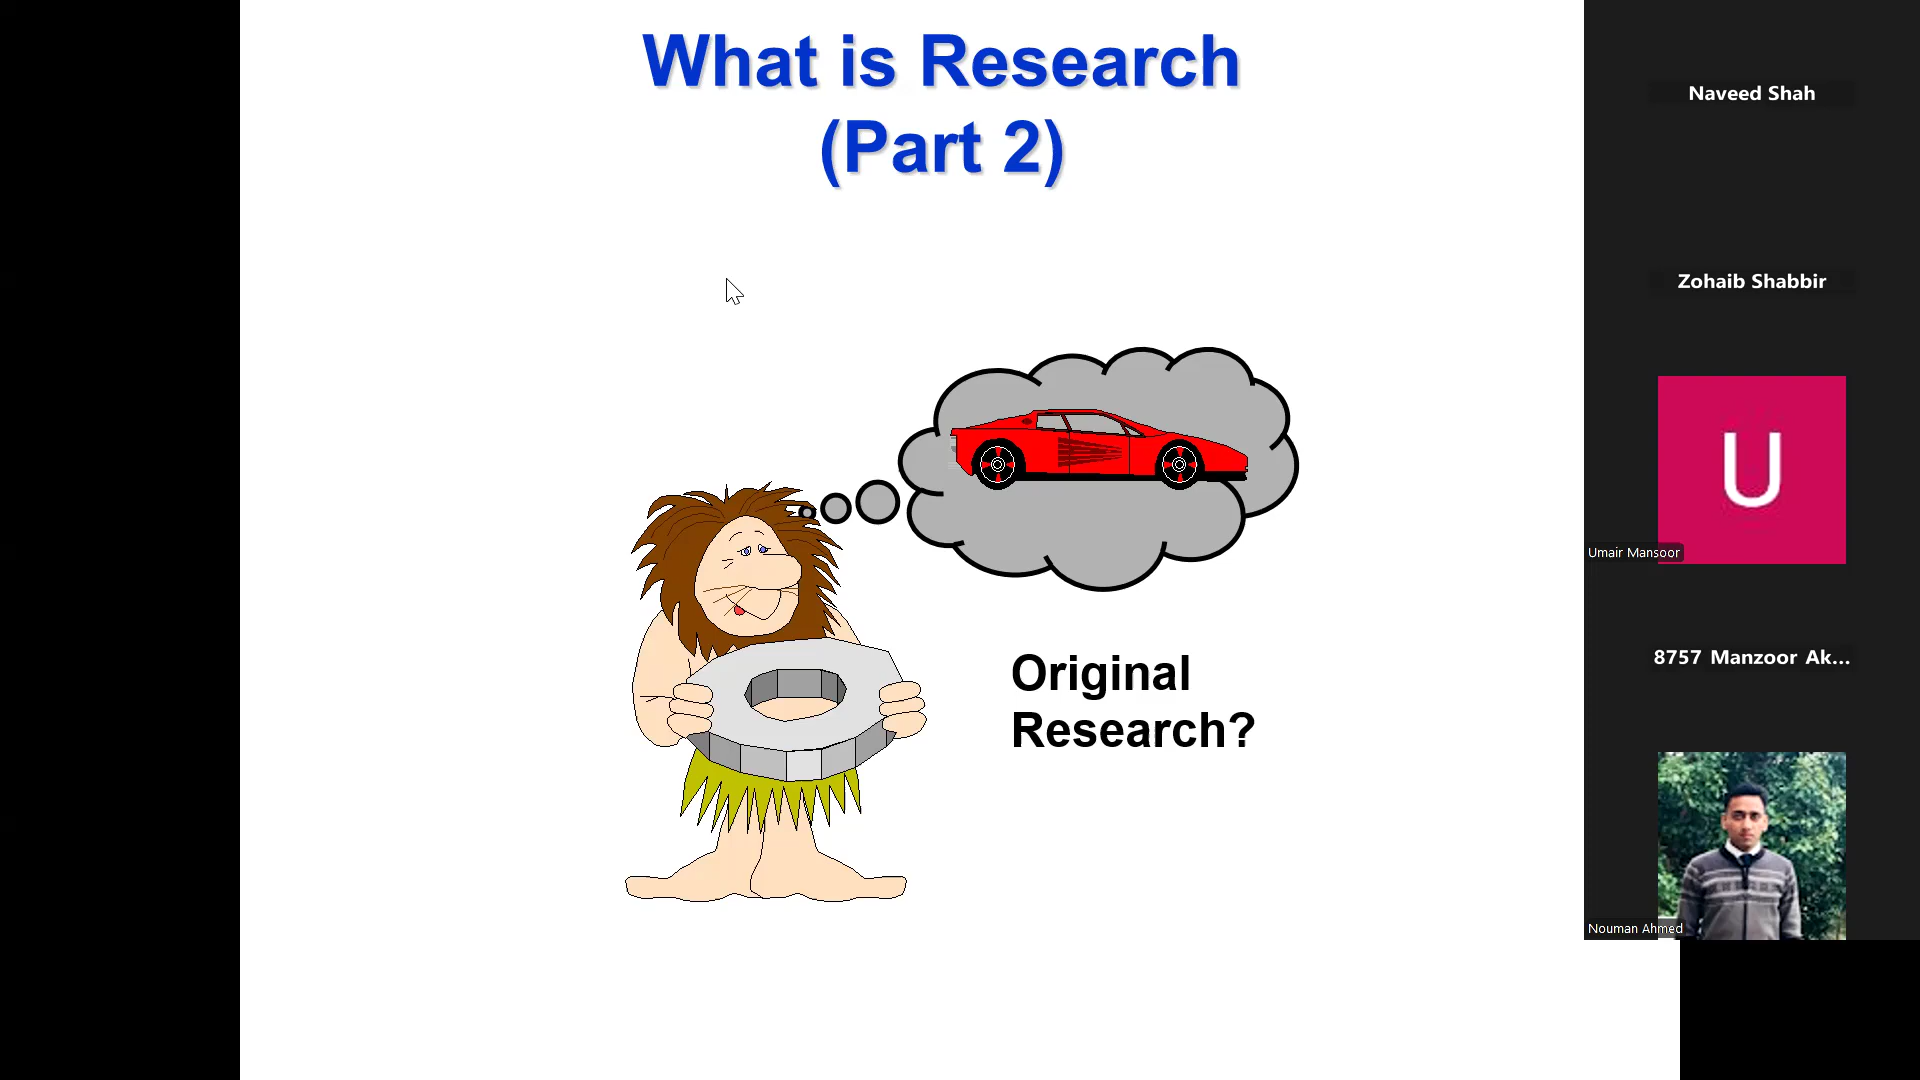 What is Research
(Part 2)
Original
Research?
Naveed Shah
Zohaib Shabbir
U
Umair Mansoor
8757 Manzoor Ak...
Nouman Ahmed